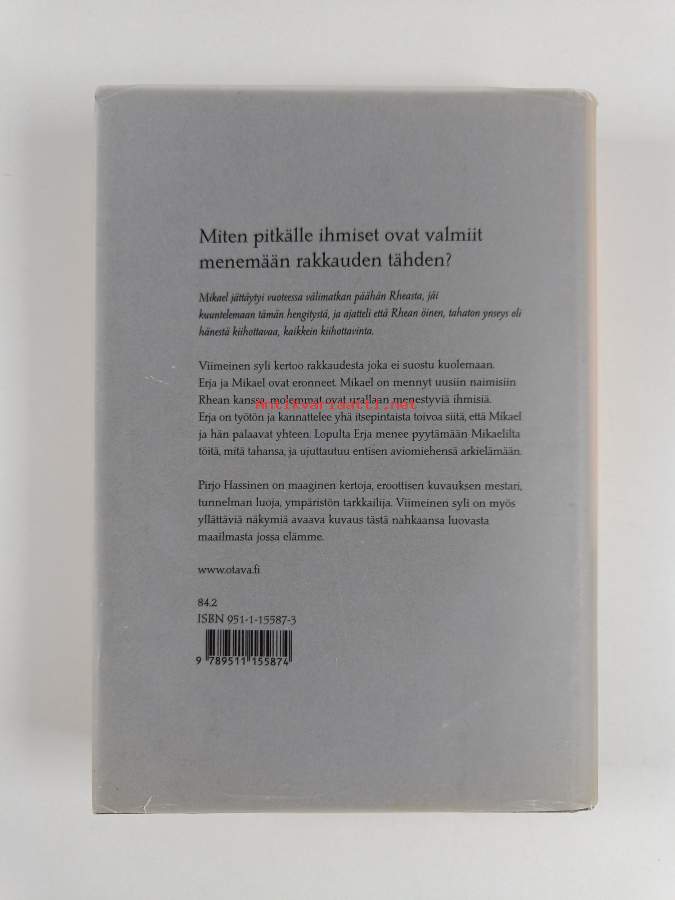 Miten pitkälle ihmiset ovat valmiit
menemään rakkauden tähden?
Mikael jättäytyi vuoteessa välimatkan päähän Rheasta, jäi
kuuntelemaan tämän hengitystä, ja ajatteli että Rhean öinen, tahaton ynseys oli
hänestä kiihottavaa, kaikkein kiihottavinta.
Viimeinen syli kertoo rakkaudesta joka ei suostu kuolemaan.
Erja ja Mikael ovat eronneet. Mikael on mennyt uusiin naimisiin
Rhean kanssa, molemmat ovat urallaan menestyviä ihmisiä.
Antikvariaatti.net
Erja on työtön ja kannattelee yhä itsepintaista toivoa siitä, että Mikael
ja hän palaavat yhteen. Lopulta Erja menee pyytämään Mikaelilta
töitä, mitä tahansa, ja ujuttautuu entisen aviomiehensä arkielämään.
Pirjo Hassinen on maaginen kertoja, eroottisen kuvauksen mestari,
tunnelman luoja, ympäristön tarkkailija. Viimeinen syli on myös
yllättäviä näkymiä avaava kuvaus tästä nahkaansa luovasta
maailmasta jossa elämme.
www.otava.fi
84.2
ISBN 951-1-15587-3
9 789511 155874